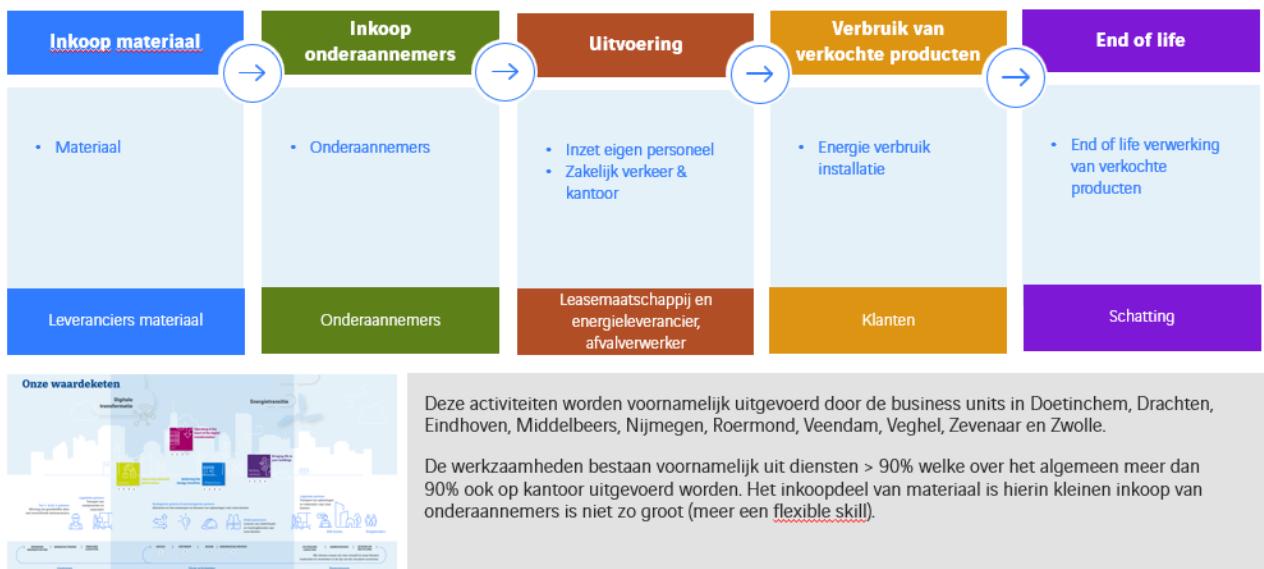 Inkoop materiaal
Inkoop
onderaannemers
Uitvoering
Verbruik van
verkochte producten
End of life
• Materiaal
• Onderaannemers
• Inzet eigen personeel
• Zakelijk verkeer &
kantoor
• Energie verbruik
installatie
• End of life verwerking
van verkochte
producten
Leveranciers materiaal
Onderaannemers
Leasemaatschappij en
energieleverancier,
afvalverwerker
Klanten
Schatting
Onze waardeketen
Digitale
transformatie
Energietransitie
Deze activiteiten worden voornamelijk uitgevoerd door de business units in Doetinchem, Drachten,
Eindhoven, Middelbeers, Nijmegen, Roermond, Veendam, Veghel, Zevenaar en Zwolle.
De werkzaamheden bestaan voornamelijk uit diensten > 90% welke over het algemeen meer dan
90% ook op kantoor uitgevoerd worden. Het inkoopdeel van materiaal is hierin kleinen inkoop van
onderaannemers is niet zo groot (meer een flexible skill).